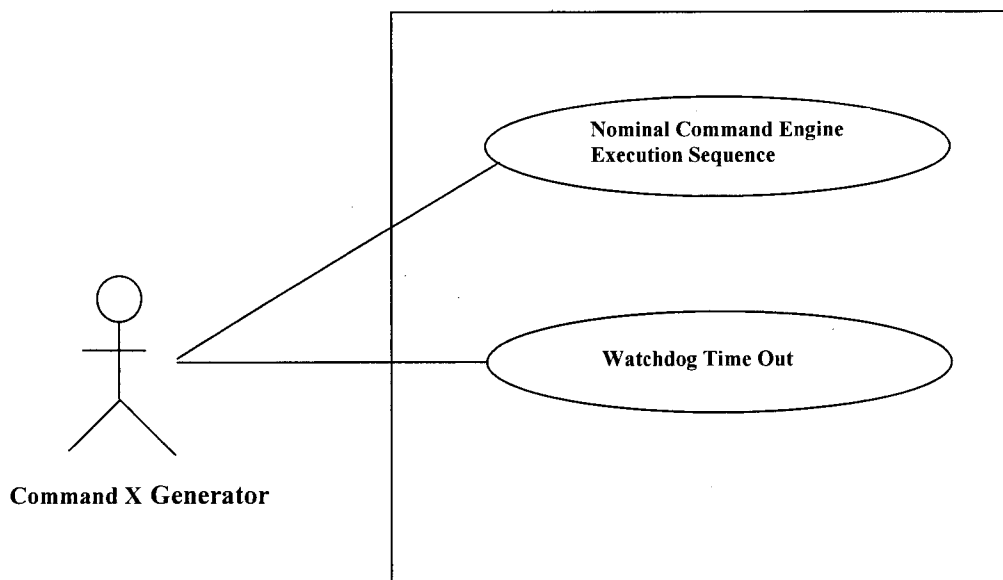 Nominal Command Engine
Execution Sequence
Watchdog Time Out
Command X Generator